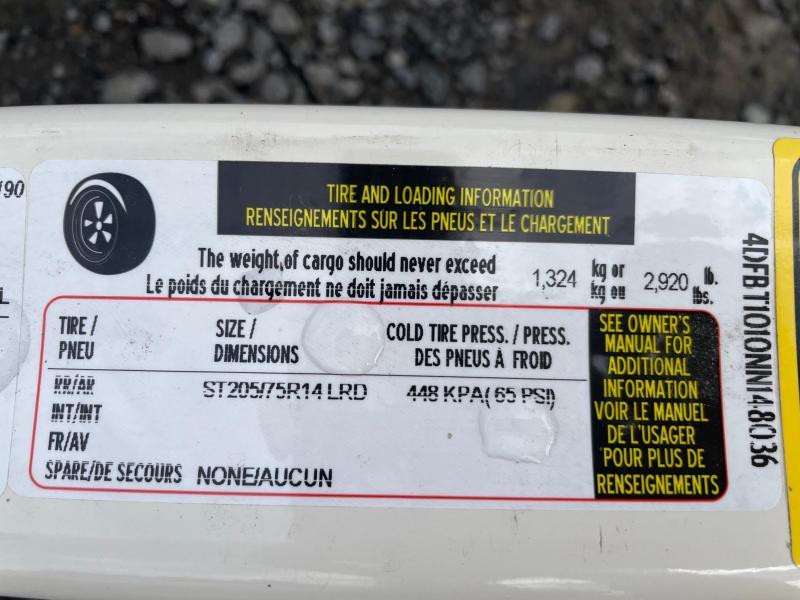 190
L
TIRE AND LOADING INFORMATION
RENSEIGNEMENTS SUR LES PNEUS ET LE CHARGEMENT
The weight,of cargo should never exceed
Le poids du chargement ne doit jamais dépasser
1,324 kg or kg ou 2,920 lb. lbs.
TIRE / PNEU
SIZE / DIMENSIONS
COLD TIRE PRESS. / PRESS. DES PNEUS À FROID
RR/AR ST205/75R14 LRD 448 KPA( 65 PSI)
INT/INT
FR/AV
SPARE/DE SECOURS NONE/AUCUN
SEE OWNER'S
MANUAL FOR
ADDITIONAL
INFORMATION
VOIR LE MANUEL
DE L'USAGER
POUR PLUS DE
RENSEIGNEMENTS
4DFBT1010NN148036